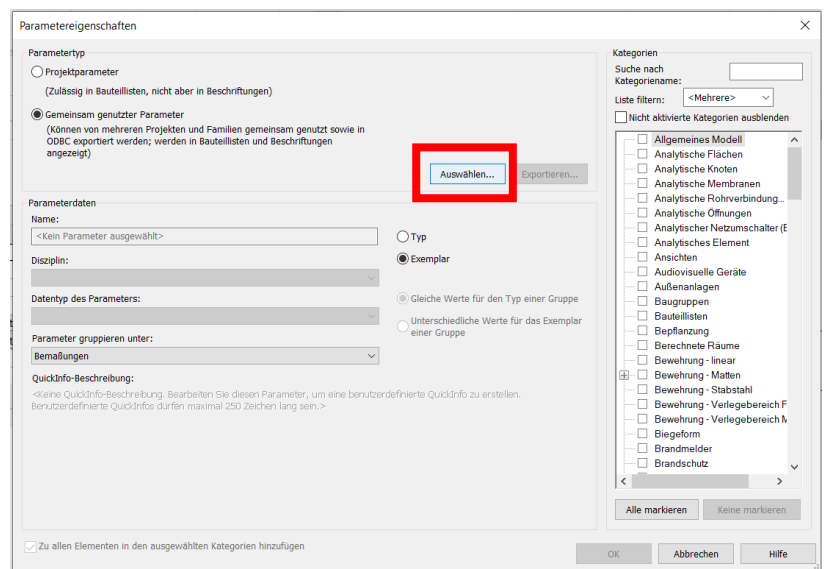 Parametereigenschaften
Parametertyp
Projektparameter
(Zulässig in Bauteillisten, nicht aber in Beschriftungen)
Gemeinsam genutzter Parameter
(Können von mehreren Projekten und Familien gemeinsam genutzt sowie in
ODBC exportiert werden; werden in Bauteillisten und Beschriftungen
angezeigt)
Auswählen...
Exportieren...
Parameterdaten
Name:
<Kein Parameter ausgewählt>
Typ
Disziplin:
Exemplar
Datentyp des Parameters:
Gleiche Werte für den Typ einer Gruppe
Unterschiedliche Werte für das Exemplar
einer Gruppe
Parameter gruppieren unter:
Bemaßungen
QuickInfo-Beschreibung:
<Keine QuickInfo-Beschreibung. Bearbeiten Sie diesen Parameter, um eine benutzerdefinierte QuickInfo zu erstellen.
Benutzerdefinierte QuickInfos dürfen maximal 250 Zeichen lang sein.>
Zu allen Elementen in den ausgewählten Kategorien hinzufügen
Kategorien
Suche nach
Kategoriename:
Liste filtern:
<Mehrere>
Nicht aktivierte Kategorien ausblenden
Allgemeines Modell
Analytische Flächen
Analytische Knoten
Analytische Membranen
Analytische Rohrverbindung...
Analytische Öffnungen
Analytischer Netzumschalter (E
Analytisches Element
Ansichten
Audiovisuelle Geräte
Außenanlagen
Baugruppen
Bauteillisten
Bepflanzung
Berechnete Räume
Bewehrung - linear
Bewehrung - Matten
Bewehrung - Stabstahl
Bewehrung - Verlegebereich F
Bewehrung - Verlegebereich M
Biegeform
Brandmelder
Brandschutz
Alle markieren
Keine markieren
OK
Abbrechen
Hilfe